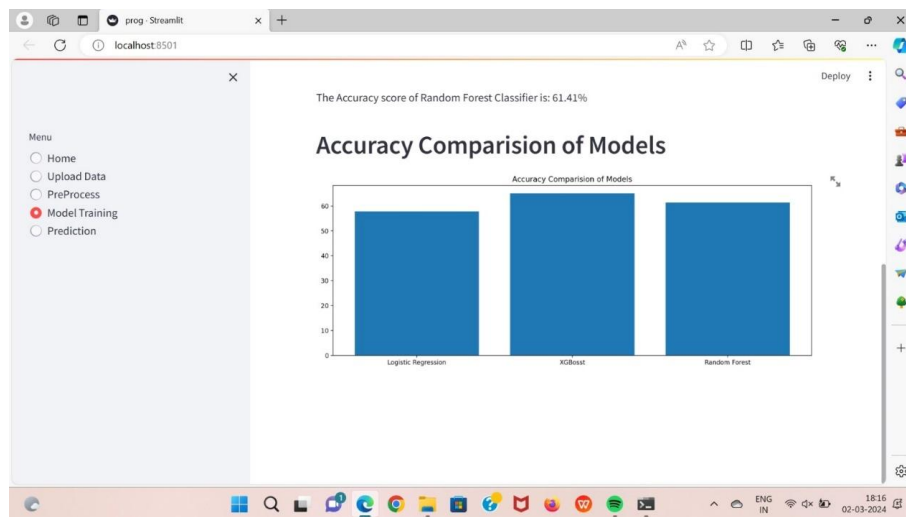 prog · Streamlit
localhost:8501
Deploy
The Accuracy score of Random Forest Classifier is: 61.41%
Menu
Home
Upload Data
PreProcess
Model Training
Prediction
Accuracy Comparision of Models
Accuracy Comparision of Models
60
50
40
30
20
10
0
Logistic Regression
XGBosst
Random Forest
ENG
IN
18:16
02-03-2024